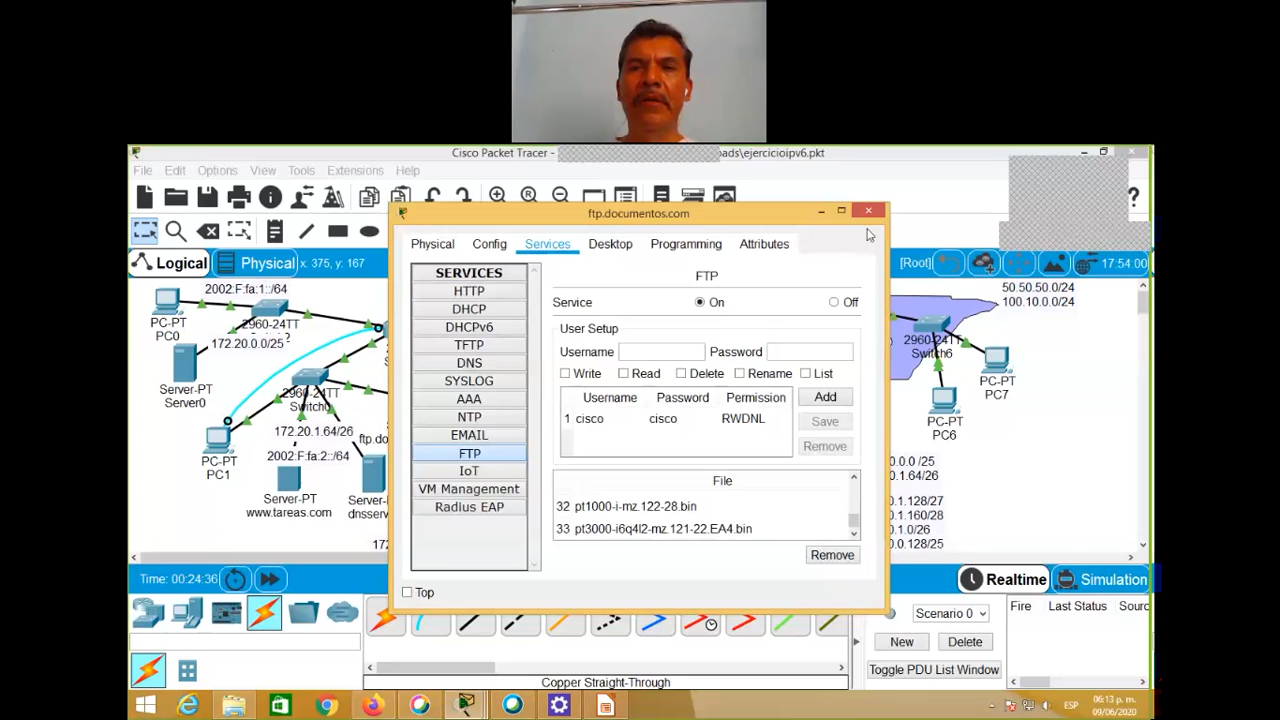 Cisco Packet Tracer -
oads\ejercicioipv6.pkt
File Edit Options View Tools Extensions Help
ftp.documentos.com
Physical Config Services Desktop Programming Attributes
Logical
Physical
x: 375, y: 167
[Root]
17:54:00
SERVICES
HTTP
DHCP
DHCPv6
TFTP
DNS
SYSLOG
AAA
NTP
EMAIL
FTP
IoT
VM Management
Radius EAP
FTP
Service On Off
User Setup
Username Password
Write Read Delete Rename List
Username Password Permission
1 cisco cisco RWDNL
Add
Save
Remove
File
32 pt1000-i-mz.122-28.bin
33 pt3000-i6q4l2-mz.121-22.EA4.bin
Remove
Top
2002:F:fa:1::/64
PC-PT
PC0
2960-24TT
172.20.0.0/25
Server-PT
Server0
2960-24TT
Switch0
172.20.1.64/26
ftp.do
PC-PT
PC1
2002:F:fa:2::/64
Server-PT
www.tareas.com
Server-P
dnsserv
172
50.50.50.0/24
100.10.0.0/24
2960-24TT
Switch6
PC-PT
PC7
PC-PT
PC6
0.0.0 /25
0.1.64/26
0.1.128/27
0.1.160/28
0.1.0/26
0.0.128/25
Time: 00:24:36
Realtime
Simulation
Scenario 0
Fire Last Status Sourc
New
Delete
Toggle PDU List Window
Copper Straight-Through
ESP
06:13 p. m.
09/06/2020